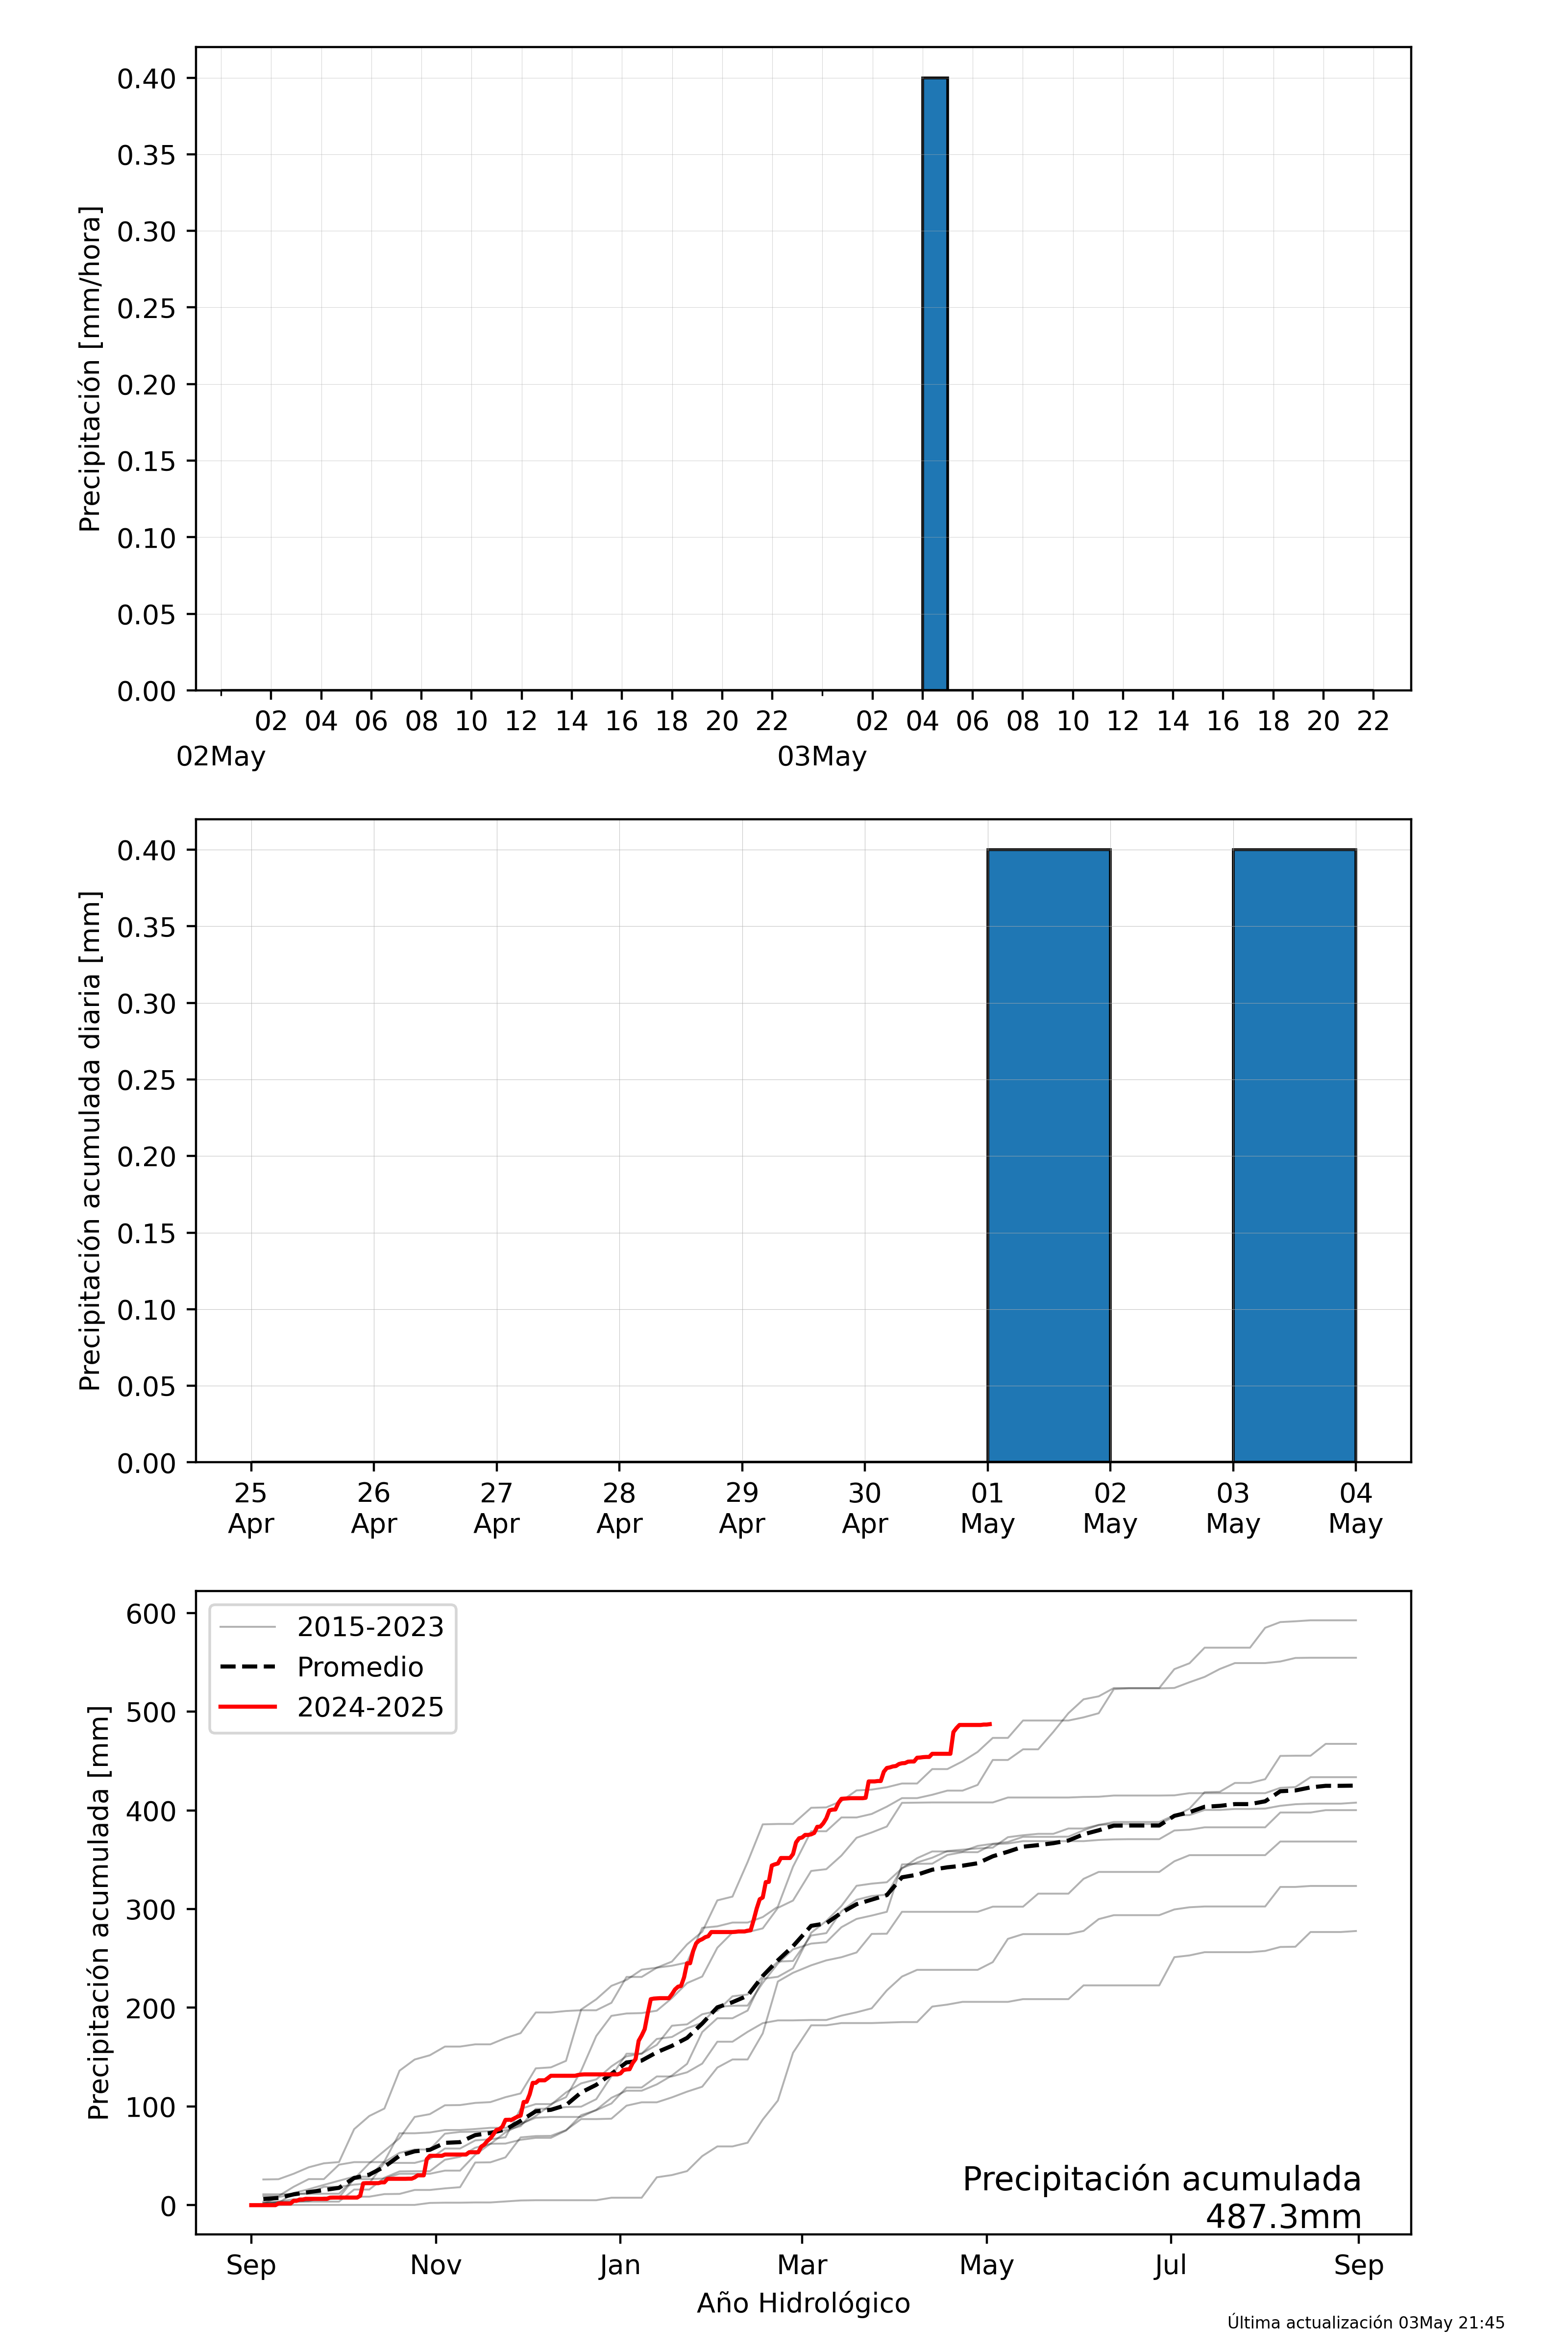 Precipitación [mm/hora]
0.40
0.35
0.30
0.25
0.20
0.15
0.10
0.05
0.00
02 04 06 08 10 12 14 16 18 20 22 02 04 06 08 10 12 14 16 18 20 22
02May 03May
Precipitación acumulada diaria [mm]
0.40
0.35
0.30
0.25
0.20
0.15
0.10
0.05
0.00
25 26 27 28 29 30 01 02 03 04
Apr Apr Apr Apr Apr Apr May May May May
Precipitación acumulada [mm]
600
500
400
300
200
100
0
2015-2023
Promedio
2024-2025
Precipitación acumulada
487.3mm
Sep Nov Jan Mar May Jul Sep
Año Hidrológico
Última actualización 03May 21:45